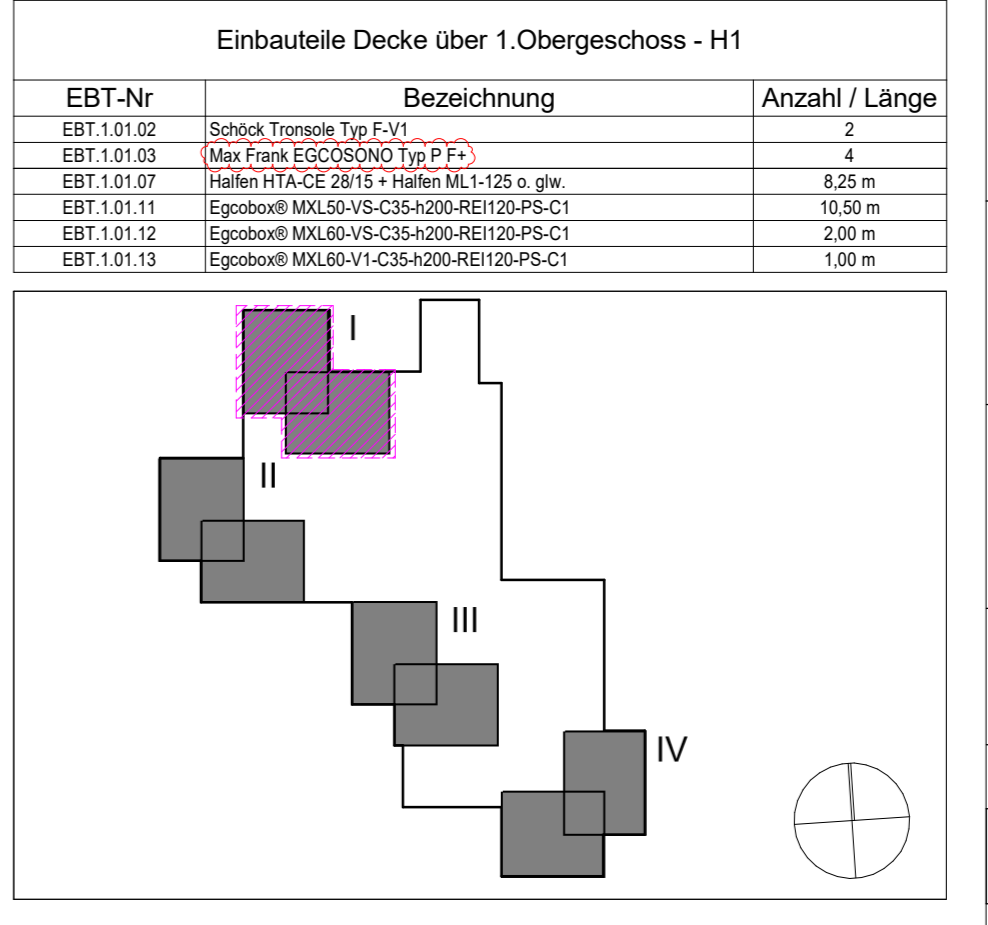 Einbauteile Decke über 1.Obergeschoss - H1
EBT-Nr Bezeichnung Anzahl / Länge
EBT.1.01.02 Schöck Tronsole Typ F-V1 2
EBT.1.01.03 Max Frank EGCOSONO Typ P F+ 4
EBT.1.01.07 Halfen HTA-CE 28/15 + Halfen ML1-125 o. glw. 8,25 m
EBT.1.01.11 Egcobox® MXL50-VS-C35-h200-REI120-PS-C1 10,50 m
EBT.1.01.12 Egcobox® MXL60-VS-C35-h200-REI120-PS-C1 2,00 m
EBT.1.01.13 Egcobox® MXL60-V1-C35-h200-REI120-PS-C1 1,00 m
I
II
III
IV